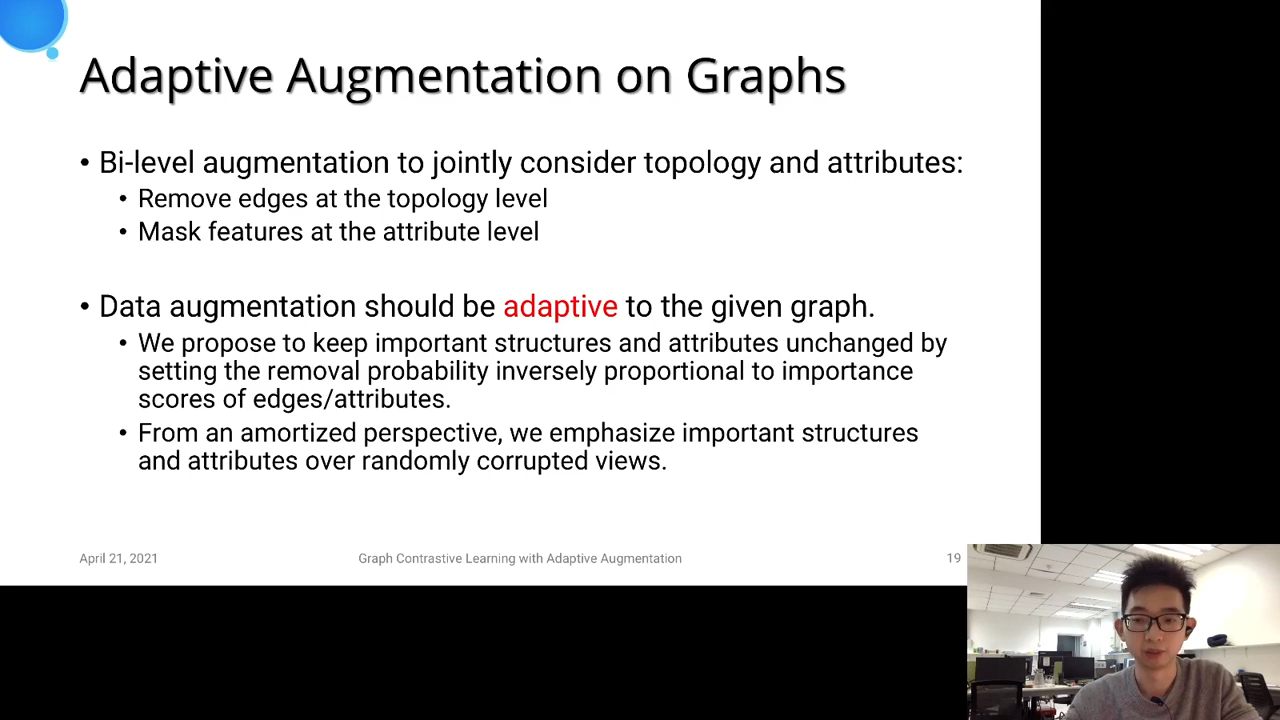 Adaptive Augmentation on Graphs
• Bi-level augmentation to jointly consider topology and attributes:
• Remove edges at the topology level
• Mask features at the attribute level
• Data augmentation should be adaptive to the given graph.
• We propose to keep important structures and attributes unchanged by
setting the removal probability inversely proportional to importance
scores of edges/attributes.
• From an amortized perspective, we emphasize important structures
and attributes over randomly corrupted views.
April 21, 2021
Graph Contrastive Learning with Adaptive Augmentation
19